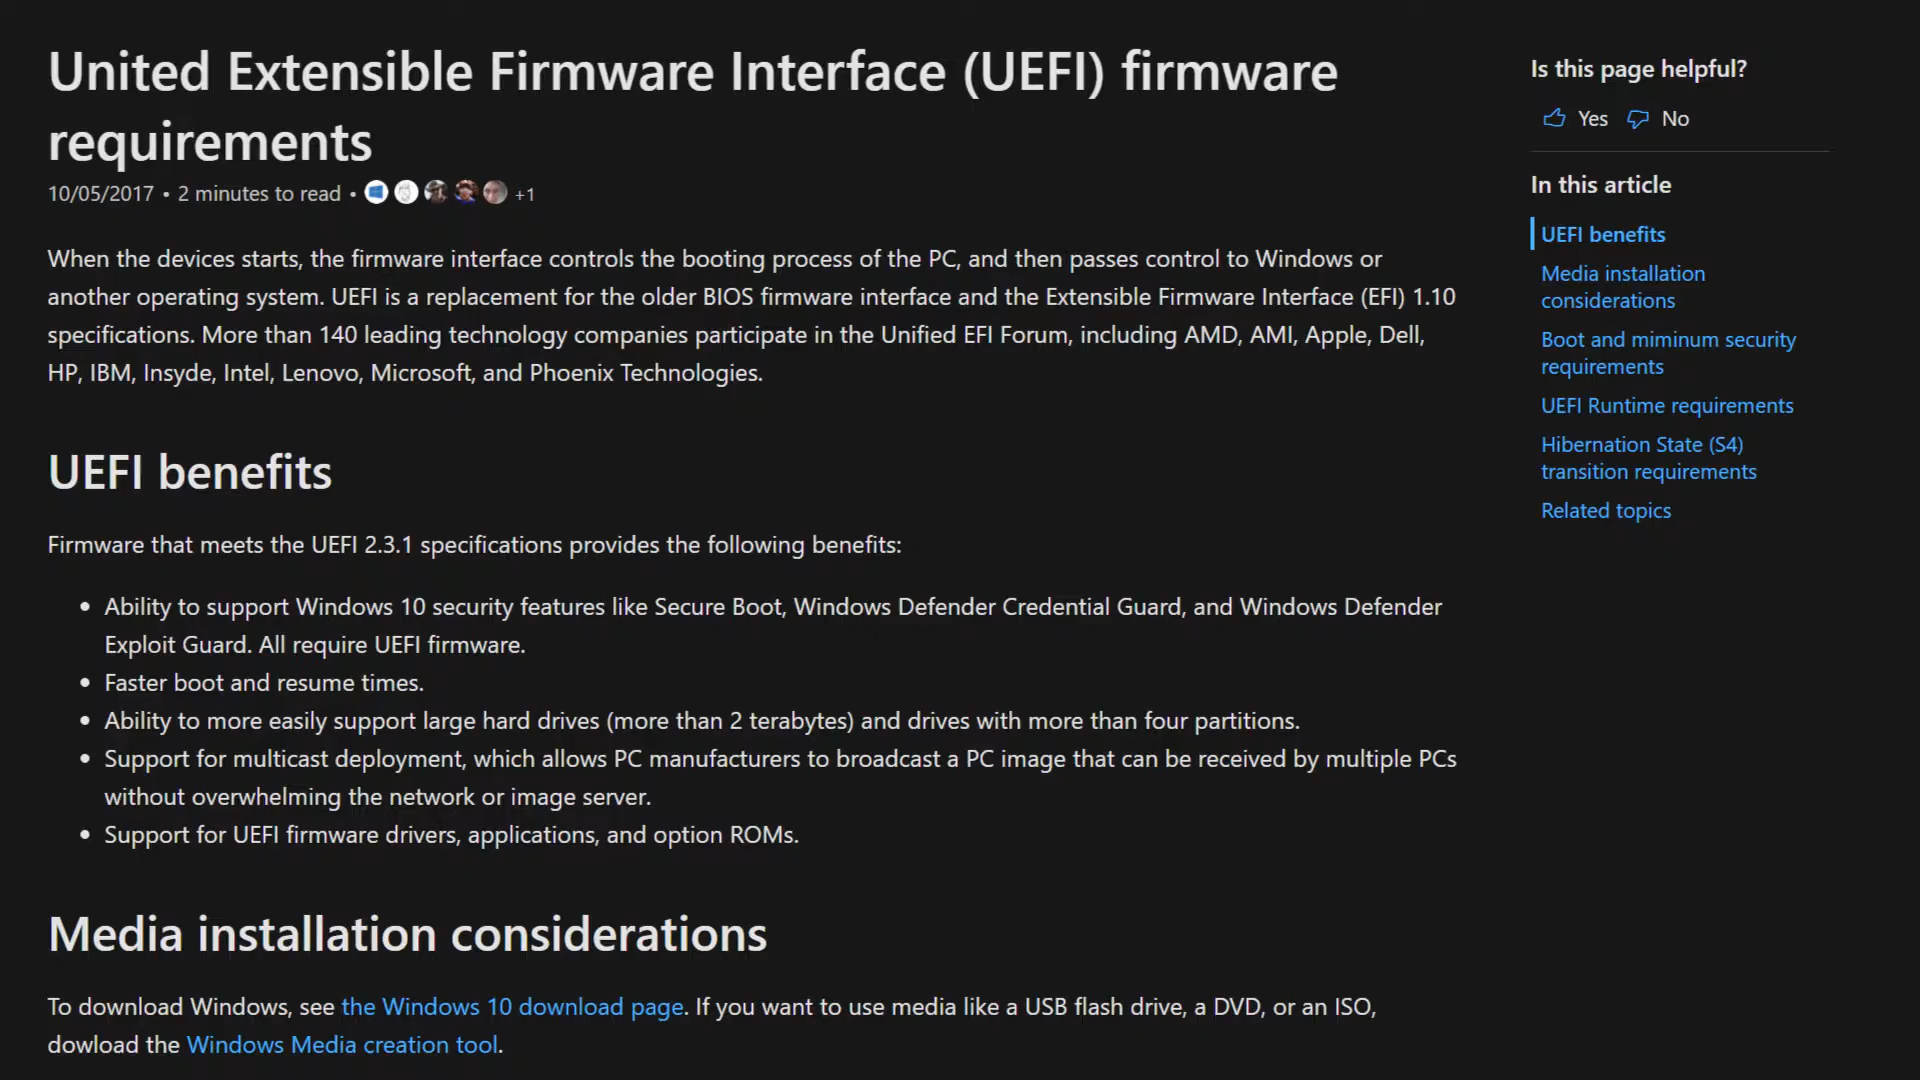 United Extensible Firmware Interface (UEFI) firmware
requirements
10/05/2017 • 2 minutes to read • +1
When the devices starts, the firmware interface controls the booting process of the PC, and then passes control to Windows or
another operating system. UEFI is a replacement for the older BIOS firmware interface and the Extensible Firmware Interface (EFI) 1.10
specifications. More than 140 leading technology companies participate in the Unified EFI Forum, including AMD, AMI, Apple, Dell,
HP, IBM, Insyde, Intel, Lenovo, Microsoft, and Phoenix Technologies.
UEFI benefits
Firmware that meets the UEFI 2.3.1 specifications provides the following benefits:
• Ability to support Windows 10 security features like Secure Boot, Windows Defender Credential Guard, and Windows Defender
Exploit Guard. All require UEFI firmware.
• Faster boot and resume times.
• Ability to more easily support large hard drives (more than 2 terabytes) and drives with more than four partitions.
• Support for multicast deployment, which allows PC manufacturers to broadcast a PC image that can be received by multiple PCs
without overwhelming the network or image server.
• Support for UEFI firmware drivers, applications, and option ROMs.
Media installation considerations
To download Windows, see the Windows 10 download page. If you want to use media like a USB flash drive, a DVD, or an ISO,
dowload the Windows Media creation tool.
Is this page helpful?
Yes No
In this article
UEFI benefits
Media installation
considerations
Boot and miminum security
requirements
UEFI Runtime requirements
Hibernation State (S4)
transition requirements
Related topics